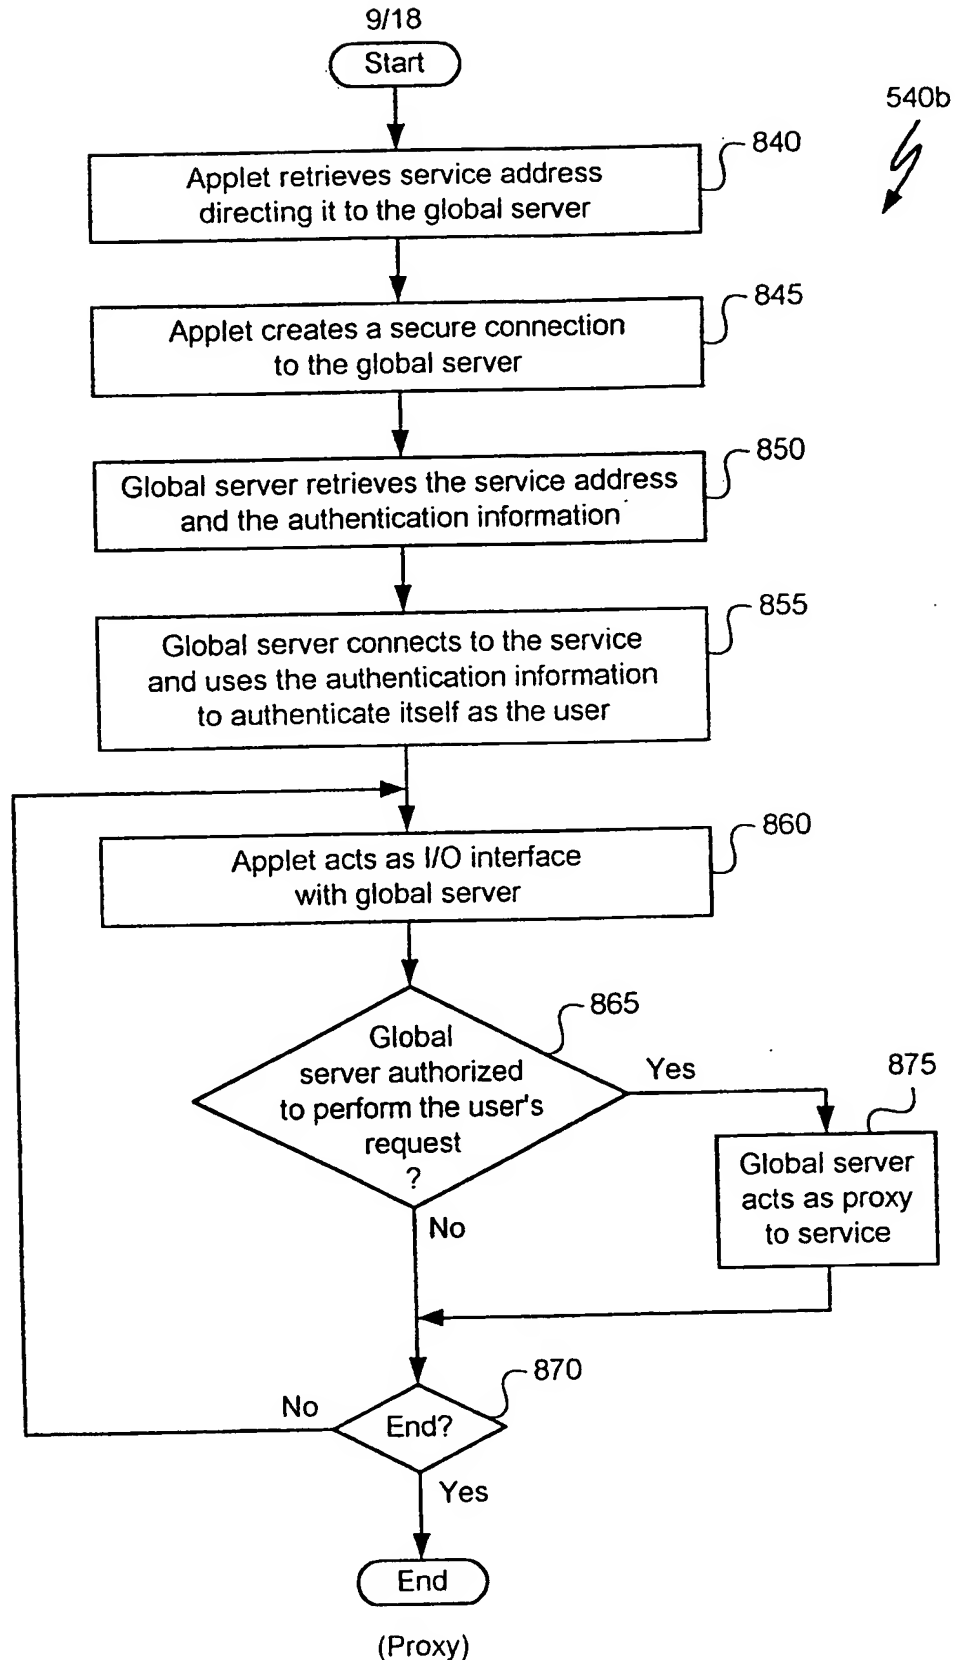 9/18
Start
540b
840
Applet retrieves service address
directing it to the global server
845
Applet creates a secure connection
to the global server
850
Global server retrieves the service address
and the authentication information
855
Global server connects to the service
and uses the authentication information
to authenticate itself as the user
860
Applet acts as I/O interface
with global server
865
Global
server authorized
to perform the user's
request
?
Yes
875
Global server
acts as proxy
to service
No
870
End?
No
Yes
End
(Proxy)